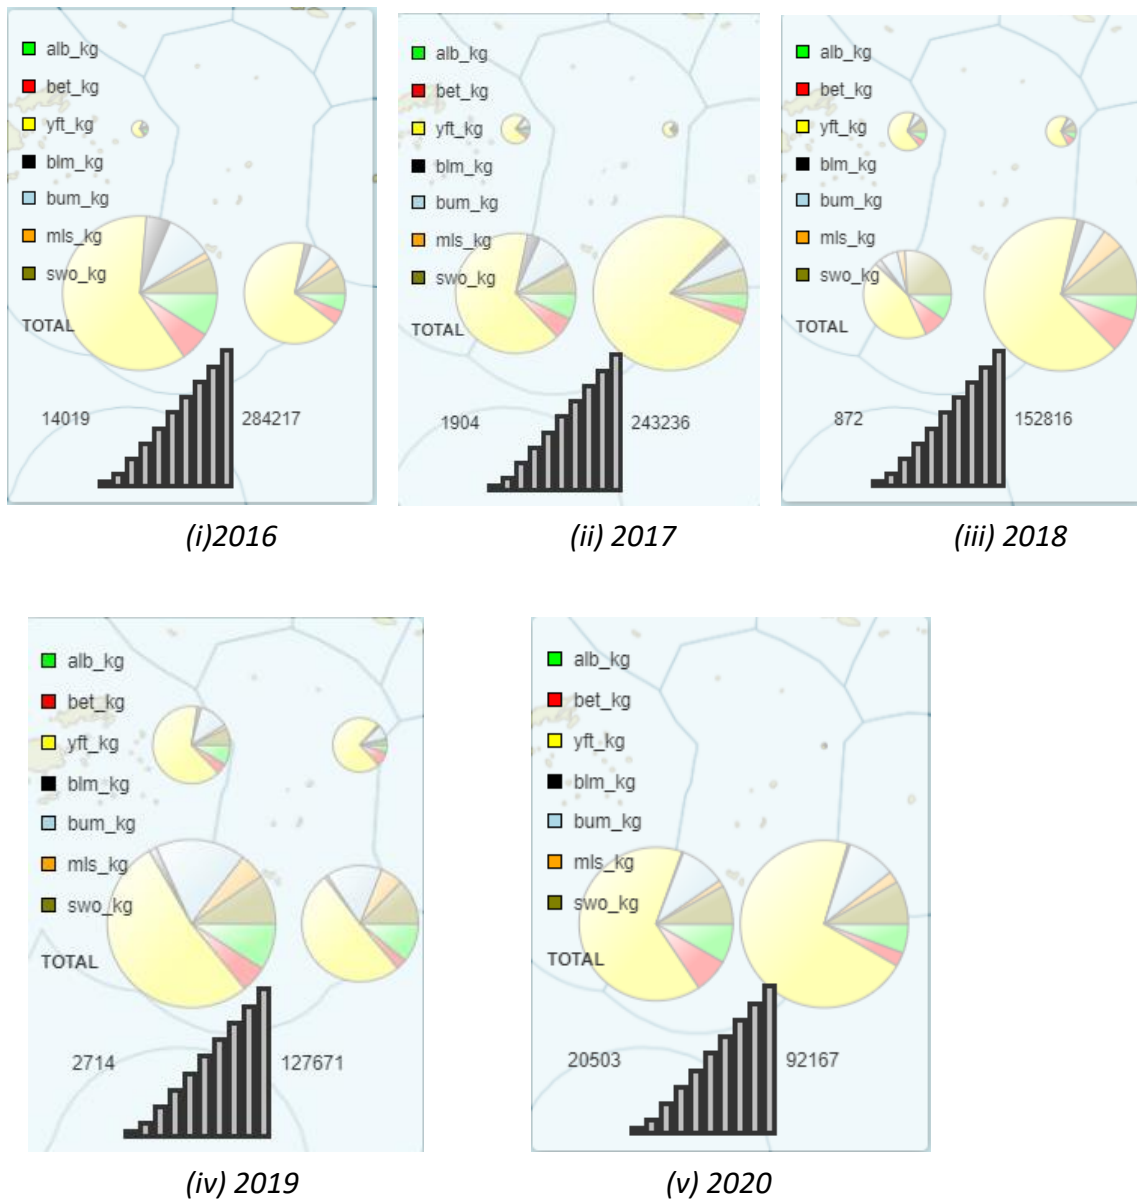 alb_kg
bet_kg
yft_kg
blm_kg
bum_kg
mls_kg
swo_kg
TOTAL
14019
284217
(i)2016
alb_kg
bet_kg
yft_kg
blm_kg
bum_kg
mls_kg
swo_kg
TOTAL
1904
243236
(ii) 2017
alb_kg
bet_kg
yft_kg
blm_kg
bum_kg
mls_kg
swo_kg
TOTAL
872
152816
(iii) 2018
alb_kg
bet_kg
yft_kg
blm_kg
bum_kg
mls_kg
swo_kg
TOTAL
2714
127671
(iv) 2019
alb_kg
bet_kg
yft_kg
blm_kg
bum_kg
mls_kg
swo_kg
TOTAL
20503
92167
(v) 2020